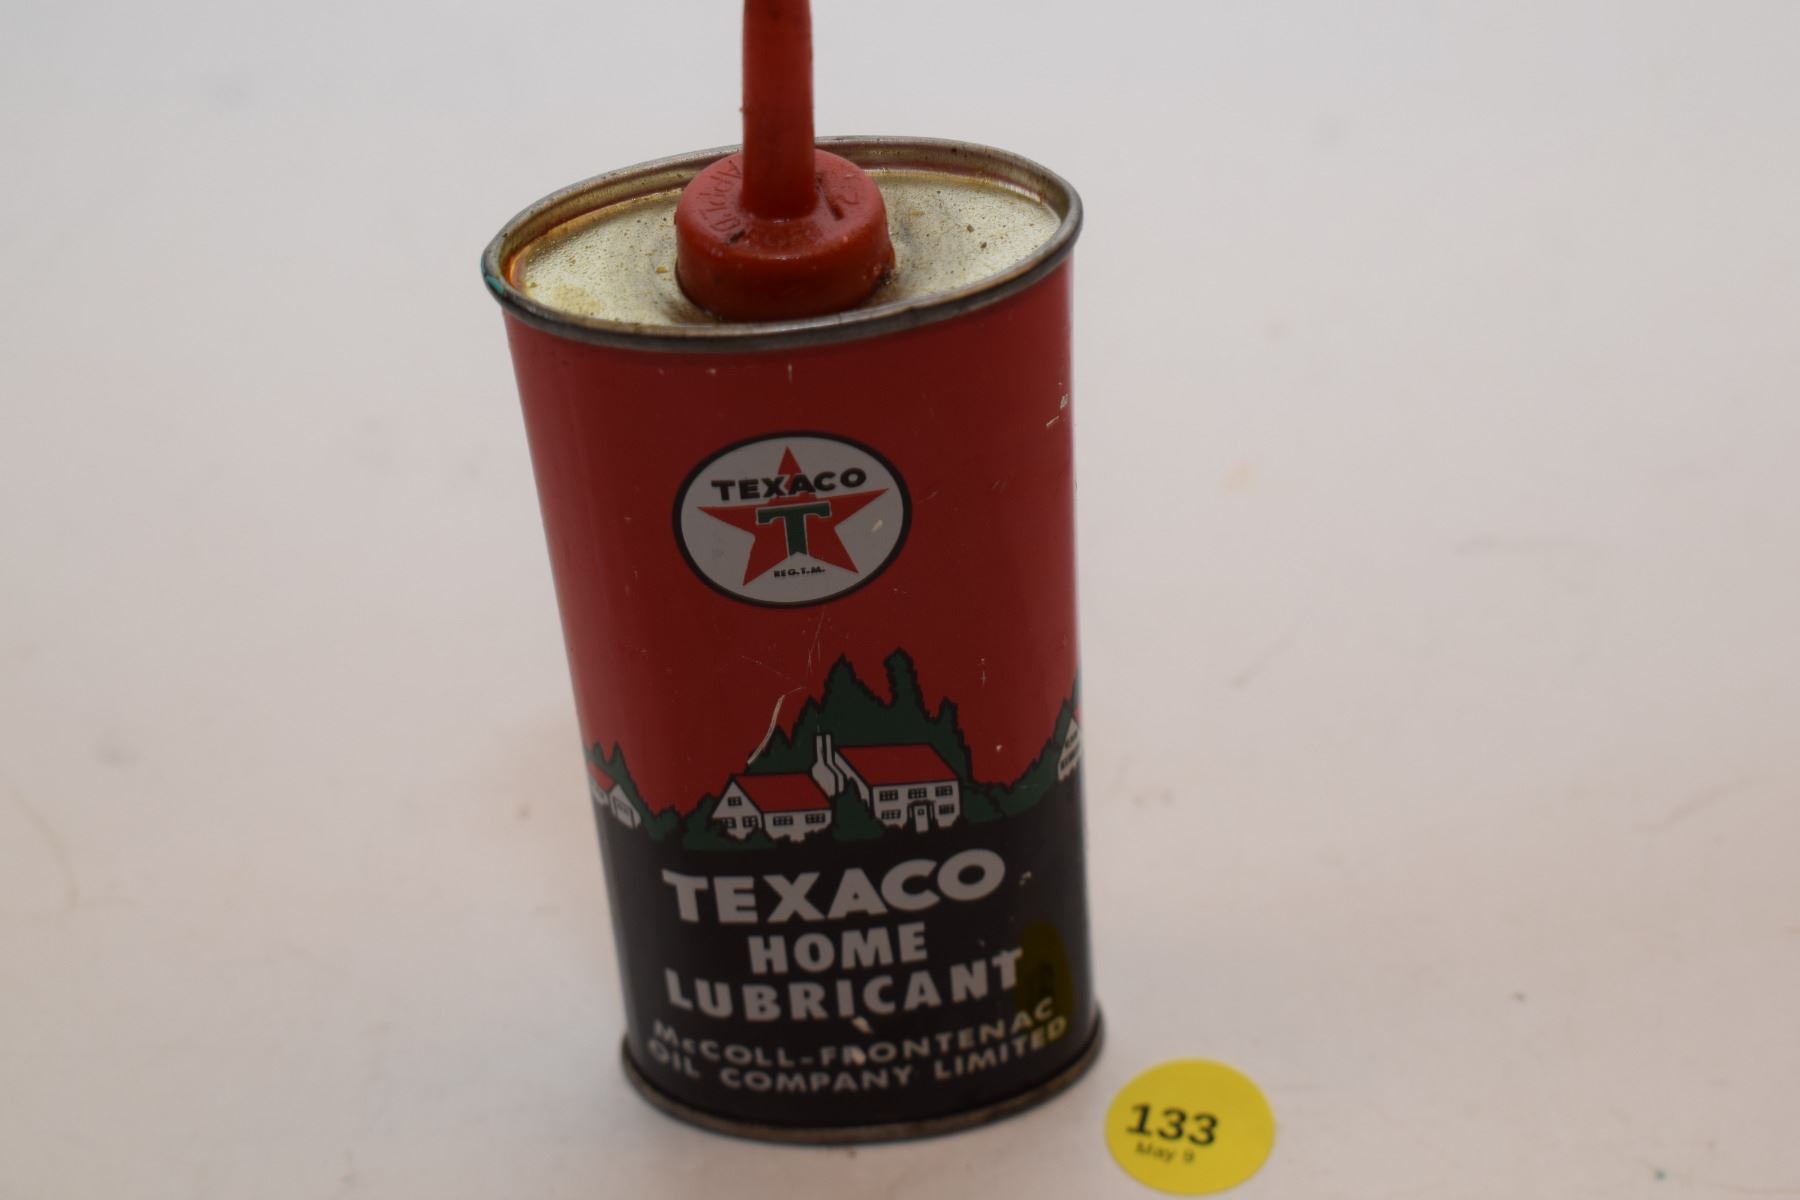 TEXACO
T
REG.T.M.
TEXACO
HOME
LUBRICANT
McCOLL-FRONTENAC
OIL COMPANY LIMITED
133
May 9